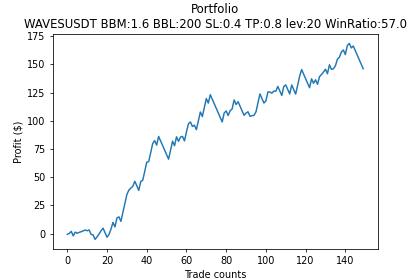 Portfolio
WAVESUSDT BBM:1.6 BBL:200 SL:0.4 TP:0.8 lev:20 WinRatio:57.0
175
150
125
100
75
50
25
0
Profit ($)
0 20 40 60 80 100 120 140
Trade counts